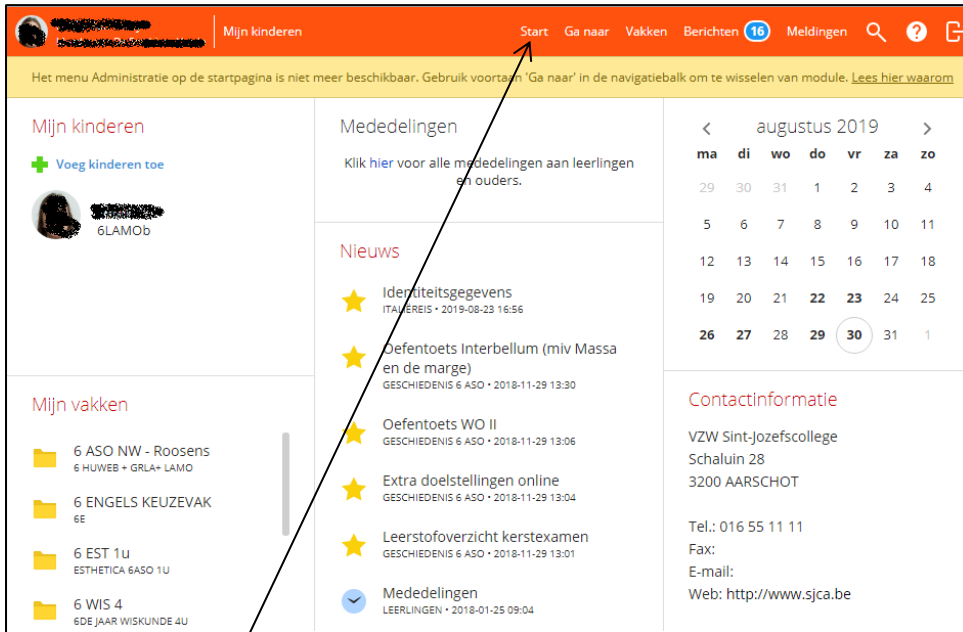 Mijn kinderen
Start Ga naar Vakken Berichten 16 Meldingen
Het menu Administratie op de startpagina is niet meer beschikbaar. Gebruik voortaan 'Ga naar' in de navigatiebalk om te wisselen van module. Lees hier waarom
Mijn kinderen
Voeg kinderen toe
6LAMOb
Mijn vakken
6 ASO NW - Roosens
6 HUWEB + GRLA+ LAMO
6 ENGELS KEUZEVAK
6E
6 EST 1u
ESTHETICA 6ASO 1U
6 WIS 4
6DE JAAR WISKUNDE 4U
Mededelingen
Klik hier voor alle mededelingen aan leerlingen
en ouders.
Nieuws
Identiteitsgegevens
ITALIËREIS • 2019-08-23 16:56
Oefentoets Interbellum (miv Massa
en de marge)
GESCHIEDENIS 6 ASO • 2018-11-29 13:30
Oefentoets WO II
GESCHIEDENIS 6 ASO • 2018-11-29 13:06
Extra doelstellingen online
GESCHIEDENIS 6 ASO • 2018-11-29 13:04
Leerstofoverzicht kerstexamen
GESCHIEDENIS 6 ASO • 2018-11-29 13:01
Mededelingen
LEERLINGEN • 2018-01-25 09:04
augustus 2019
ma di wo do vr za zo
29 30 31 1 2 3 4
5 6 7 8 9 10 11
12 13 14 15 16 17 18
19 20 21 22 23 24 25
26 27 28 29 30 31 1
Contactinformatie
VZW Sint-Jozefscollege
Schaluin 28
3200 AARSCHOT
Tel.: 016 55 11 11
Fax:
E-mail:
Web: http://www.sjca.be